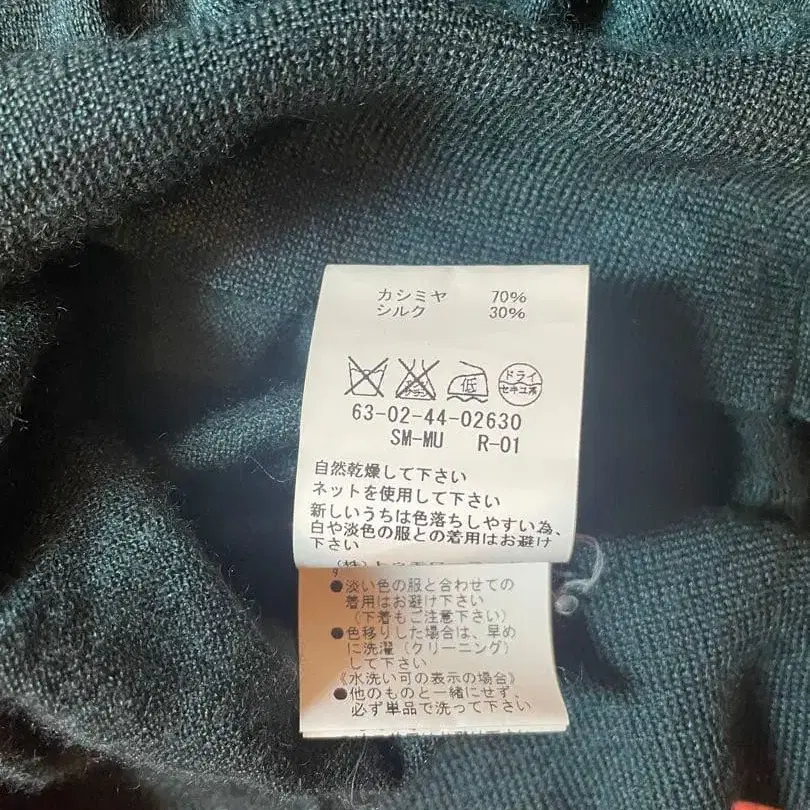 カシミヤ 70%
シルク 30%
低
ドライ
セキユ系
63-02-44-02630
SM-MU R-01
自然乾燥して下さい
ネットを使用して下さい
新しいうちは色落ちしやすい為、
白や淡色の服との着用はお避け
下さい
●淡い色の服と合わせての
着用はお避け下さい
(下着もご注意下さい)
●色移りした場合は、早め
に洗濯(クリーニング)
して下さい
《水洗い可の表示の場合》
●他のものと一緒にせず、
必ず単品で洗って下さい